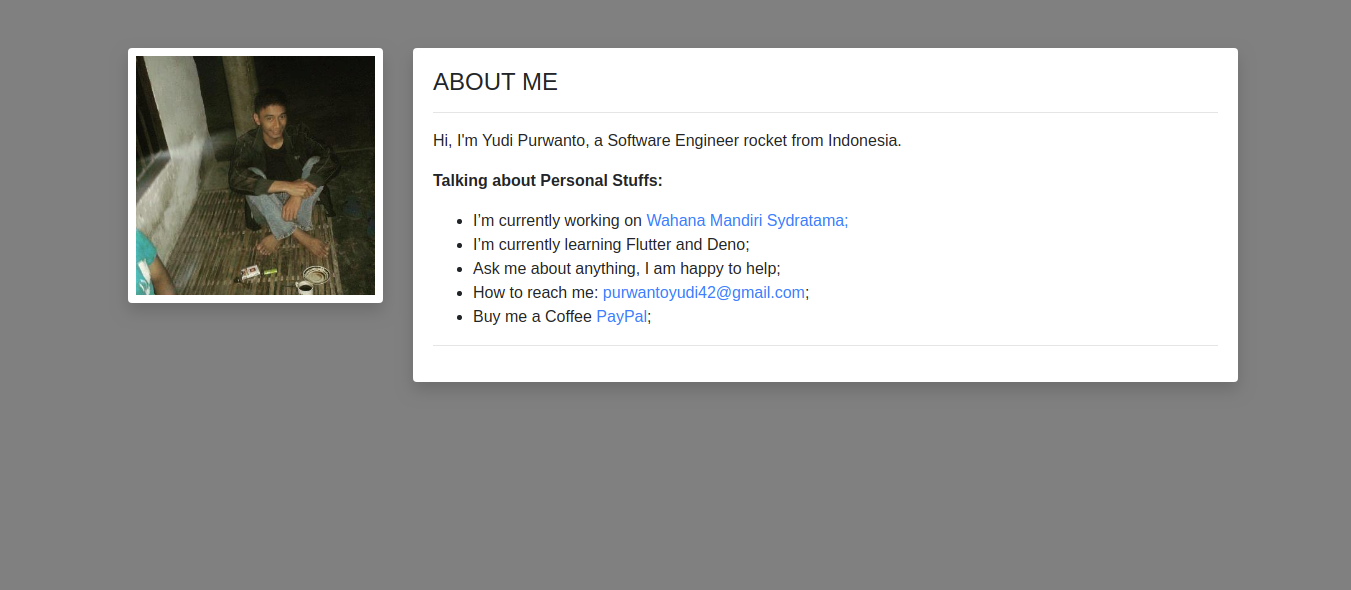 ABOUT ME
Hi, I'm Yudi Purwanto, a Software Engineer rocket from Indonesia.
Talking about Personal Stuffs:
I'm currently working on Wahana Mandiri Sydratama;
I'm currently learning Flutter and Deno;
Ask me about anything, I am happy to help;
How to reach me: purwantoyudi42@gmail.com;
Buy me a Coffee PayPal;